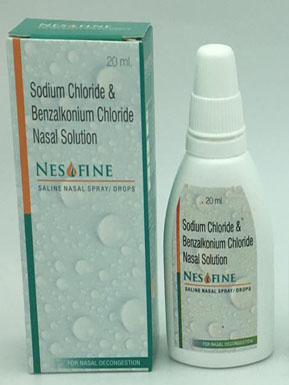 20 ml.
Sodium Chloride &
Benzalkonium Chloride
Nasal Solution
NESOFINE
SALINE NASAL SPRAY/DROPS
FOR NASAL DECONGESTION
20 ml
Sodium Chloride &
Benzalkonium Chloride
Nasal Solution
NESOFINE
SALINE NASAL SPRAY/DROPS
FOR NASAL DECONGESTION